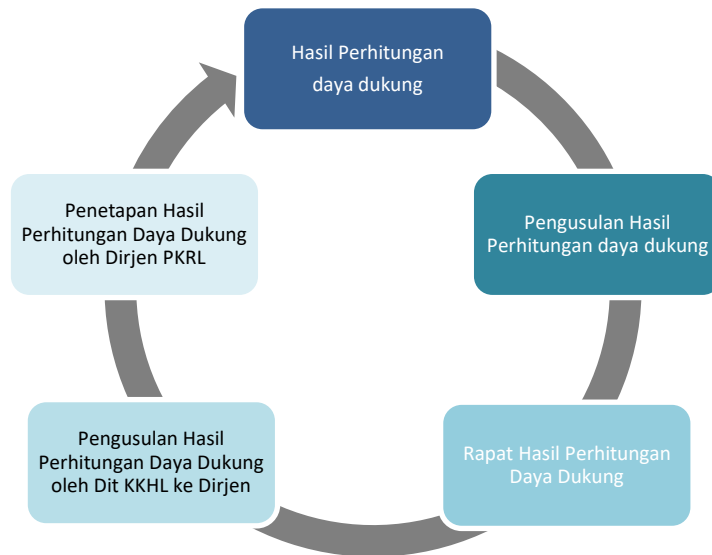 Hasil Perhitungan
daya dukung
Pengusulan Hasil
Perhitungan daya dukung
Rapat Hasil Perhitungan
Daya Dukung
Pengusulan Hasil
Perhitungan Daya Dukung
oleh Dit KKHL ke Dirjen
Penetapan Hasil
Perhitungan Daya Dukung
oleh Dirjen PKRL